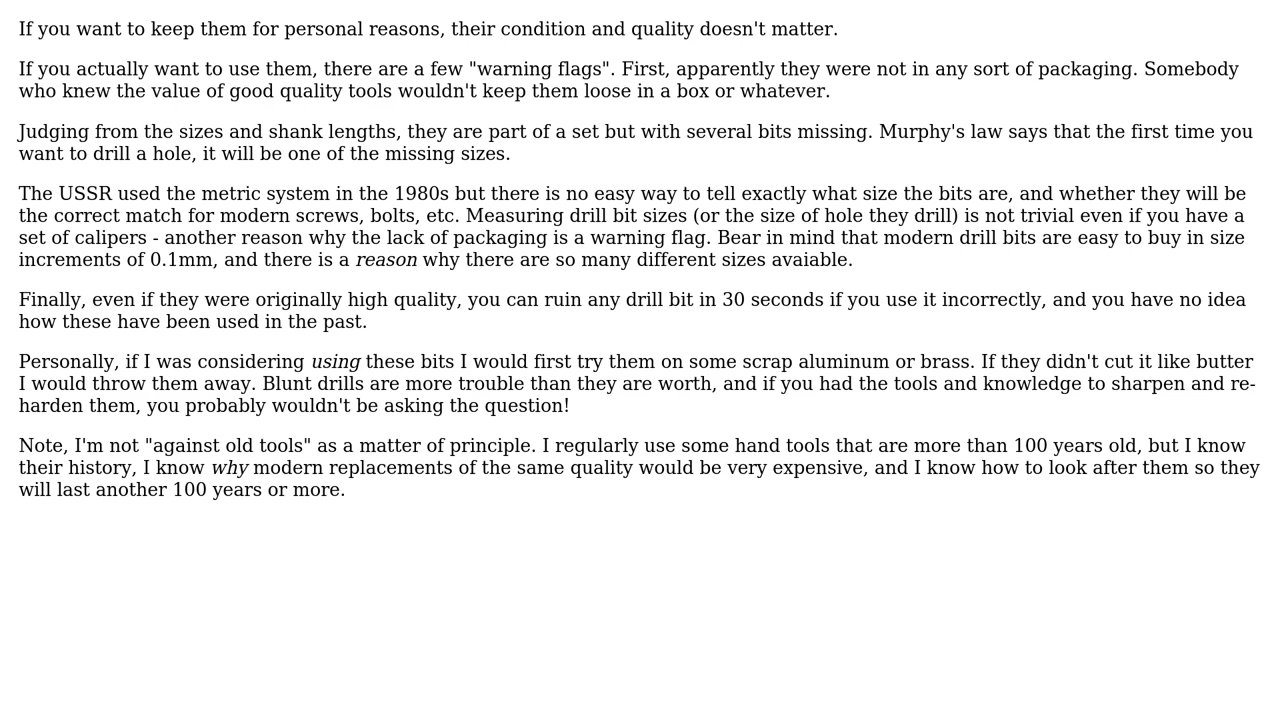 If you want to keep them for personal reasons, their condition and quality doesn't matter.
If you actually want to use them, there are a few "warning flags". First, apparently they were not in any sort of packaging. Somebody
who knew the value of good quality tools wouldn't keep them loose in a box or whatever.
Judging from the sizes and shank lengths, they are part of a set but with several bits missing. Murphy's law says that the first time you
want to drill a hole, it will be one of the missing sizes.
The USSR used the metric system in the 1980s but there is no easy way to tell exactly what size the bits are, and whether they will be
the correct match for modern screws, bolts, etc. Measuring drill bit sizes (or the size of hole they drill) is not trivial even if you have a
set of calipers - another reason why the lack of packaging is a warning flag. Bear in mind that modern drill bits are easy to buy in size
increments of 0.1mm, and there is a reason why there are so many different sizes avaiable.
Finally, even if they were originally high quality, you can ruin any drill bit in 30 seconds if you use it incorrectly, and you have no idea
how these have been used in the past.
Personally, if I was considering using these bits I would first try them on some scrap aluminum or brass. If they didn't cut it like butter
I would throw them away. Blunt drills are more trouble than they are worth, and if you had the tools and knowledge to sharpen and re-
harden them, you probably wouldn't be asking the question!
Note, I'm not "against old tools" as a matter of principle. I regularly use some hand tools that are more than 100 years old, but I know
their history, I know why modern replacements of the same quality would be very expensive, and I know how to look after them so they
will last another 100 years or more.